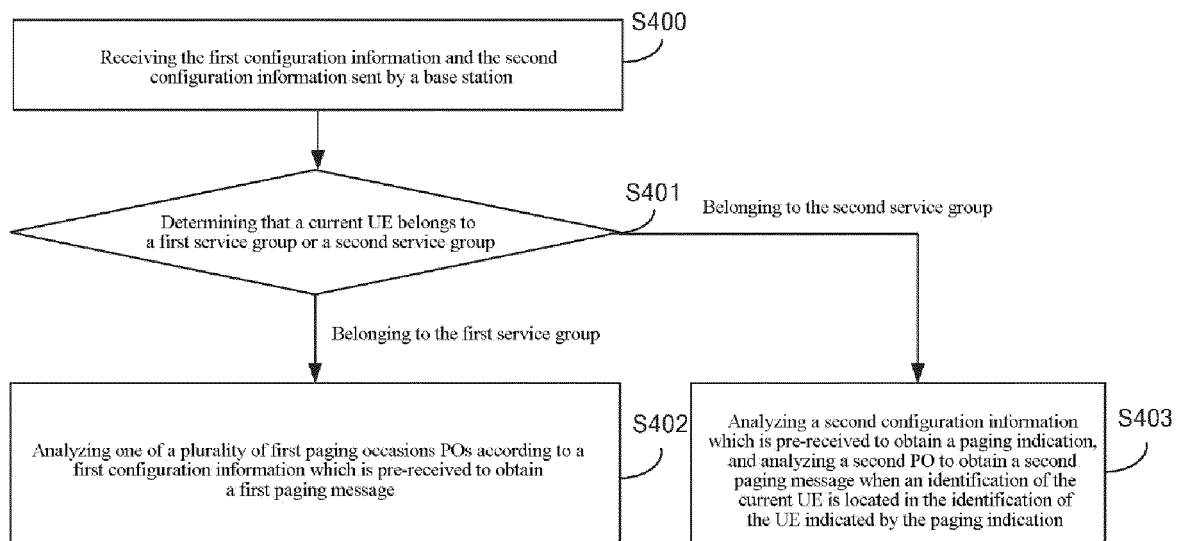 S400
Receiving the first configuration information and the second
configuration information sent by a base station
S401
Determining that a current UE belongs to
a first service group or a second service group
Belonging to the second service group
Belonging to the first service group
S402
Analyzing one of a plurality of first paging occasions POs according to a
first configuration information which is pre-received to obtain
a first paging message
S403
Analyzing a second configuration information
which is pre-received to obtain a paging indication,
and analyzing a second PO to obtain a second
paging message when an identification of the
current UE is located in the identification of
the UE indicated by the paging indication